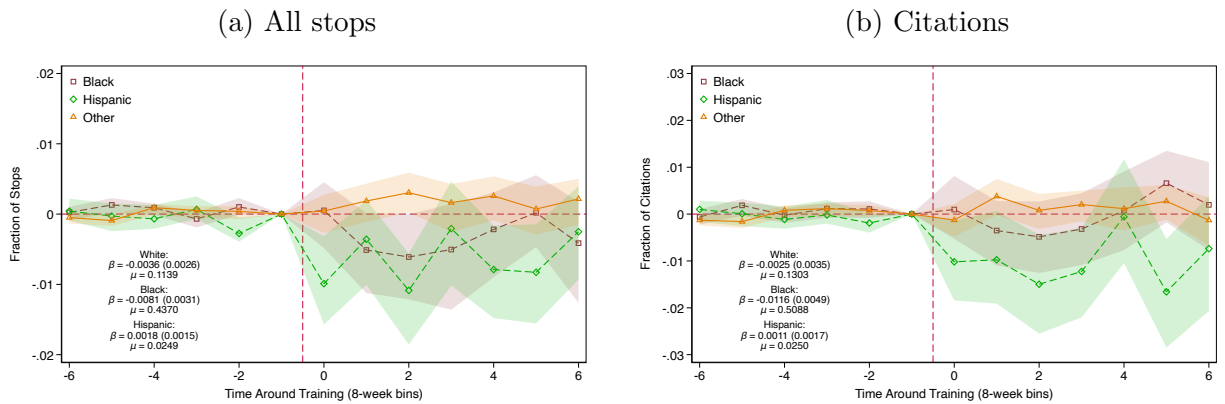 (a) All stops
.02
.01
0
-.01
-.02
Fraction of Stops
Black
Hispanic
Other
White:
β = -0.0036 (0.0026)
μ = 0.1139
Black:
β = -0.0081 (0.0031)
μ = 0.4370
Hispanic:
β = 0.0018 (0.0015)
μ = 0.0249
-6 -4 -2 0 2 4 6
Time Around Training (8-week bins)
(b) Citations
.03
.02
.01
0
-.01
-.02
-.03
Fraction of Citations
Black
Hispanic
Other
White:
β = -0.0025 (0.0035)
μ = 0.1303
Black:
β = -0.0116 (0.0049)
μ = 0.5088
Hispanic:
β = 0.0011 (0.0017)
μ = 0.0250
-6 -4 -2 0 2 4 6
Time Around Training (8-week bins)